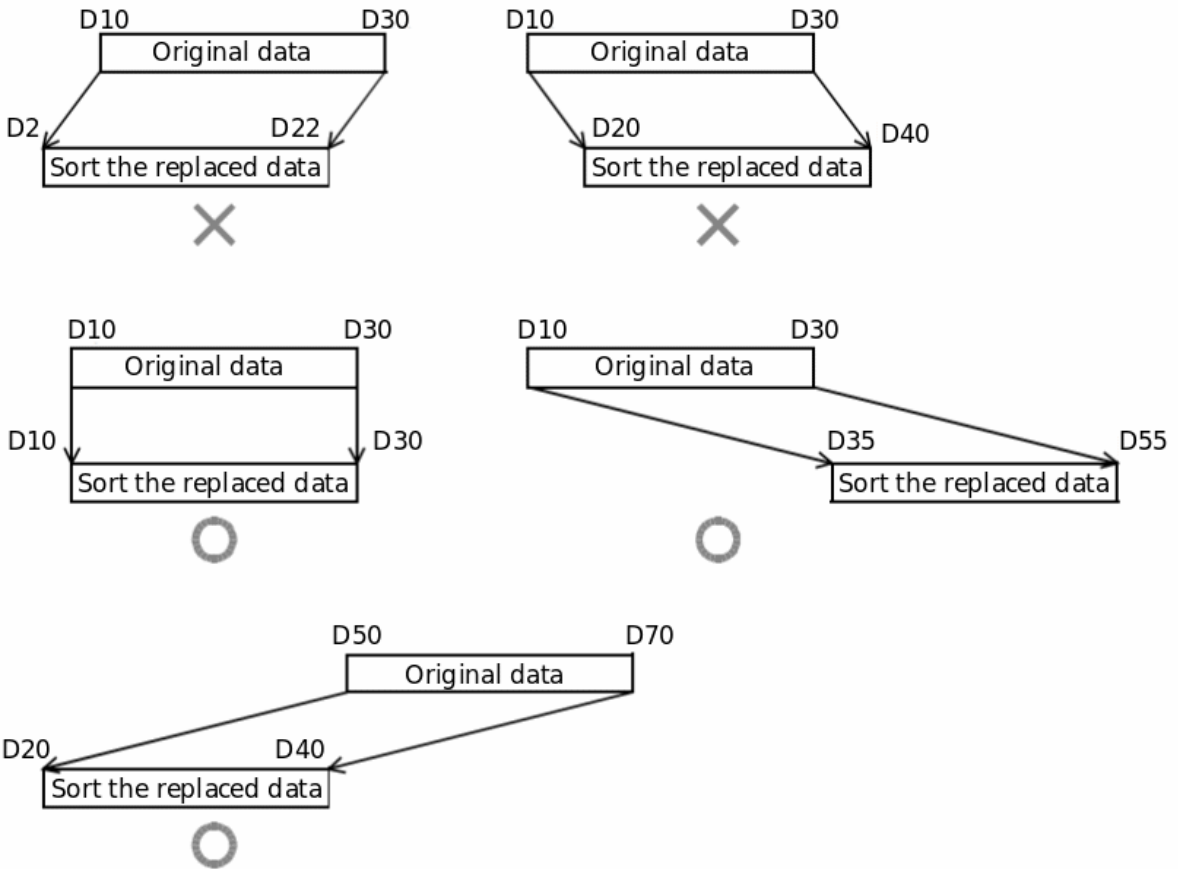 D10 D30 D10 D30
Original data Original data
D2 D22 D20 D40
Sort the replaced data Sort the replaced data
D10 D30 D10 D30
Original data Original data
D10 D30 D35 D55
Sort the replaced data Sort the replaced data
D50 D70
Original data
D20 D40
Sort the replaced data